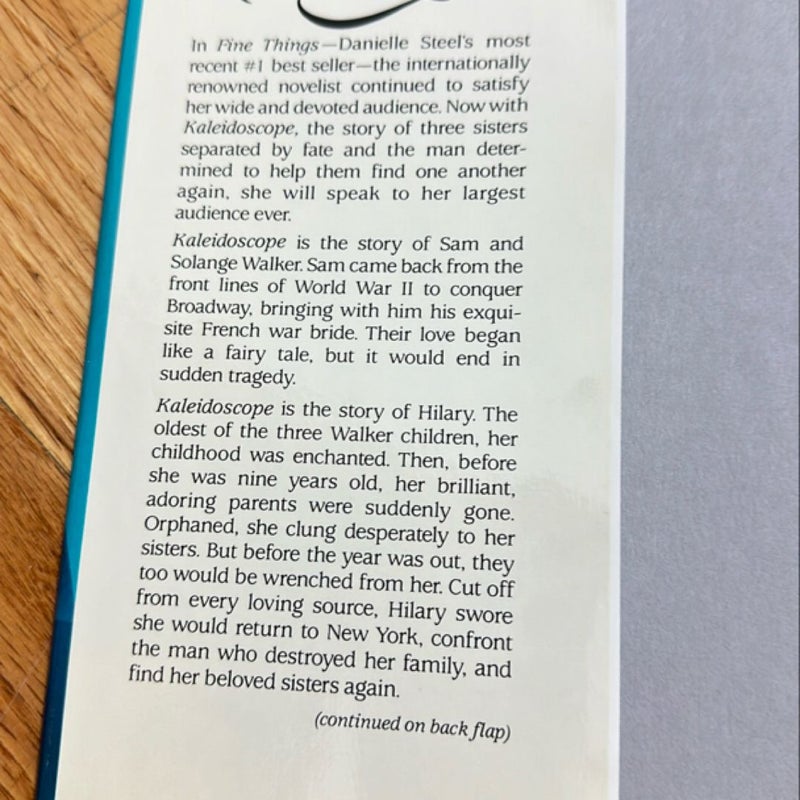 In Fine Things—Danielle Steel's most
recent #1 best seller—the internationally
renowned novelist continued to satisfy
her wide and devoted audience. Now with
Kaleidoscope, the story of three sisters
separated by fate and the man deter-
mined to help them find one another
again, she will speak to her largest
audience ever.
Kaleidoscope is the story of Sam and
Solange Walker. Sam came back from the
front lines of World War II to conquer
Broadway, bringing with him his exqui-
site French war bride. Their love began
like a fairy tale, but it would end in
sudden tragedy.
Kaleidoscope is the story of Hilary. The
oldest of the three Walker children, her
childhood was enchanted. Then, before
she was nine years old, her brilliant,
adoring parents were suddenly gone.
Orphaned, she clung desperately to her
sisters. But before the year was out, they
too would be wrenched from her. Cut off
from every loving source, Hilary swore
she would return to New York, confront
the man who destroyed her family, and
find her beloved sisters again.
(continued on back flap)